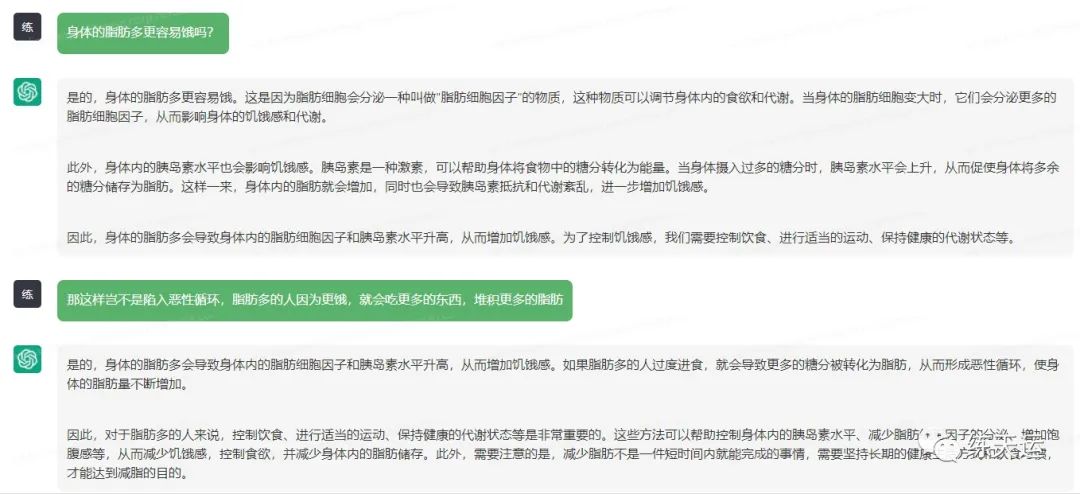 练
身体的脂肪多更容易饿吗？
是的，身体的脂肪多更容易饿。这是因为脂肪细胞会分泌一种叫做"脂肪细胞因子"的物质，这种物质可以调节身体内的食欲和代谢。当身体的脂肪细胞变大时，它们会分泌更多的
脂肪细胞因子，从而影响身体的饥饿感和代谢。
此外，身体内的胰岛素水平也会影响饥饿感。胰岛素是一种激素，可以帮助身体将食物中的糖分转化为能量。当身体摄入过多的糖分时，胰岛素水平会上升，从而促使身体将多余
的糖分储存为脂肪。这样一来，身体内的脂肪就会增加，同时也会导致胰岛素抵抗和代谢紊乱，进一步增加饥饿感。
因此，身体的脂肪多会导致身体内的脂肪细胞因子和胰岛素水平升高，从而增加饥饿感。为了控制饥饿感，我们需要控制饮食、进行适当的运动、保持健康的代谢状态等。
练
那这样岂不是陷入恶性循环，脂肪多的人因为更饿，就会吃更多的东西，堆积更多的脂肪
是的，身体的脂肪多会导致身体内的脂肪细胞因子和胰岛素水平升高，从而增加饥饿感。如果脂肪多的人过度进食，就会导致更多的糖分被转化为脂肪，从而形成恶性循环，使身
体的脂肪量不断增加。
因此，对于脂肪多的人来说，控制饮食、进行适当的运动、保持健康的代谢状态等是非常重要的。这些方法可以帮助控制身体内的胰岛素水平、减少脂肪 因子的分泌、增加饱
腹感等，从而减少饥饿感，控制食欲，并减少身体内的脂肪储存。此外，需要注意的是，减少脂肪不是一件短时间内就能完成的事情，需要坚持长期的健康 和饮食习惯，
才能达到减脂的目的。
练天运